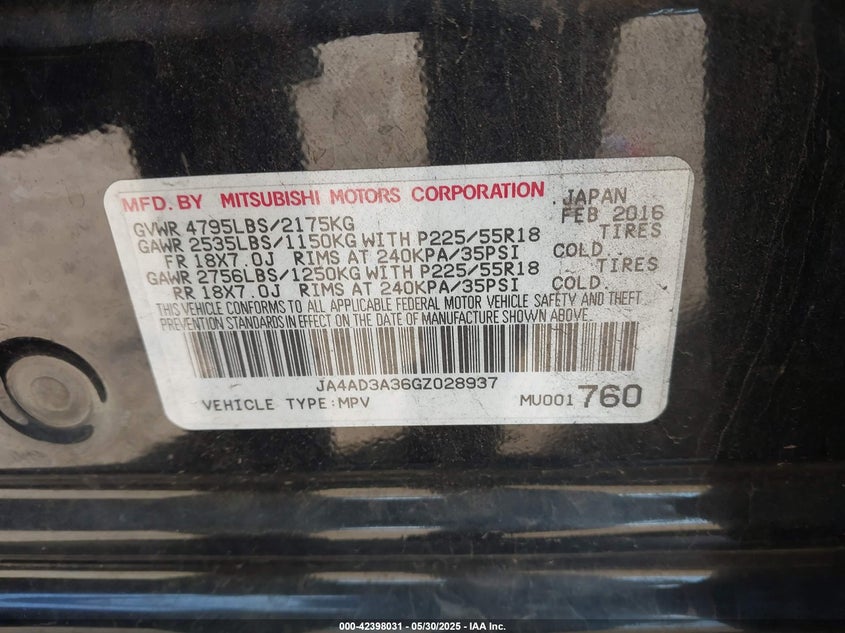 MFD. BY MITSUBISHI MOTORS CORPORATION . JAPAN
GVWR 4795LBS/2175KG FEB 2016
GAWR 2535LBS/1150KG WITH P225/55R18 TIRES
FR 18X7.0J RIMS AT 240KPA/35PSI COLD .
GAWR 2756LBS/1250KG WITH P225/55R18 TIRES
RR 18X7.0J RIMS AT 240KPA/35PSI COLD.
THIS VEHICLE CONFORMS TO ALL APPLICABLE FEDERAL MOTOR VEHICLE SAFETY AND THEFT
PREVENTION STANDARDS IN EFFECT ON THE DATE OF MANUFACTURE SHOWN ABOVE.
JA4AD3A36GZ028937
VEHICLE TYPE:MPV MU001 760
000-42398031 - 05/30/2025 - IAA Inc.